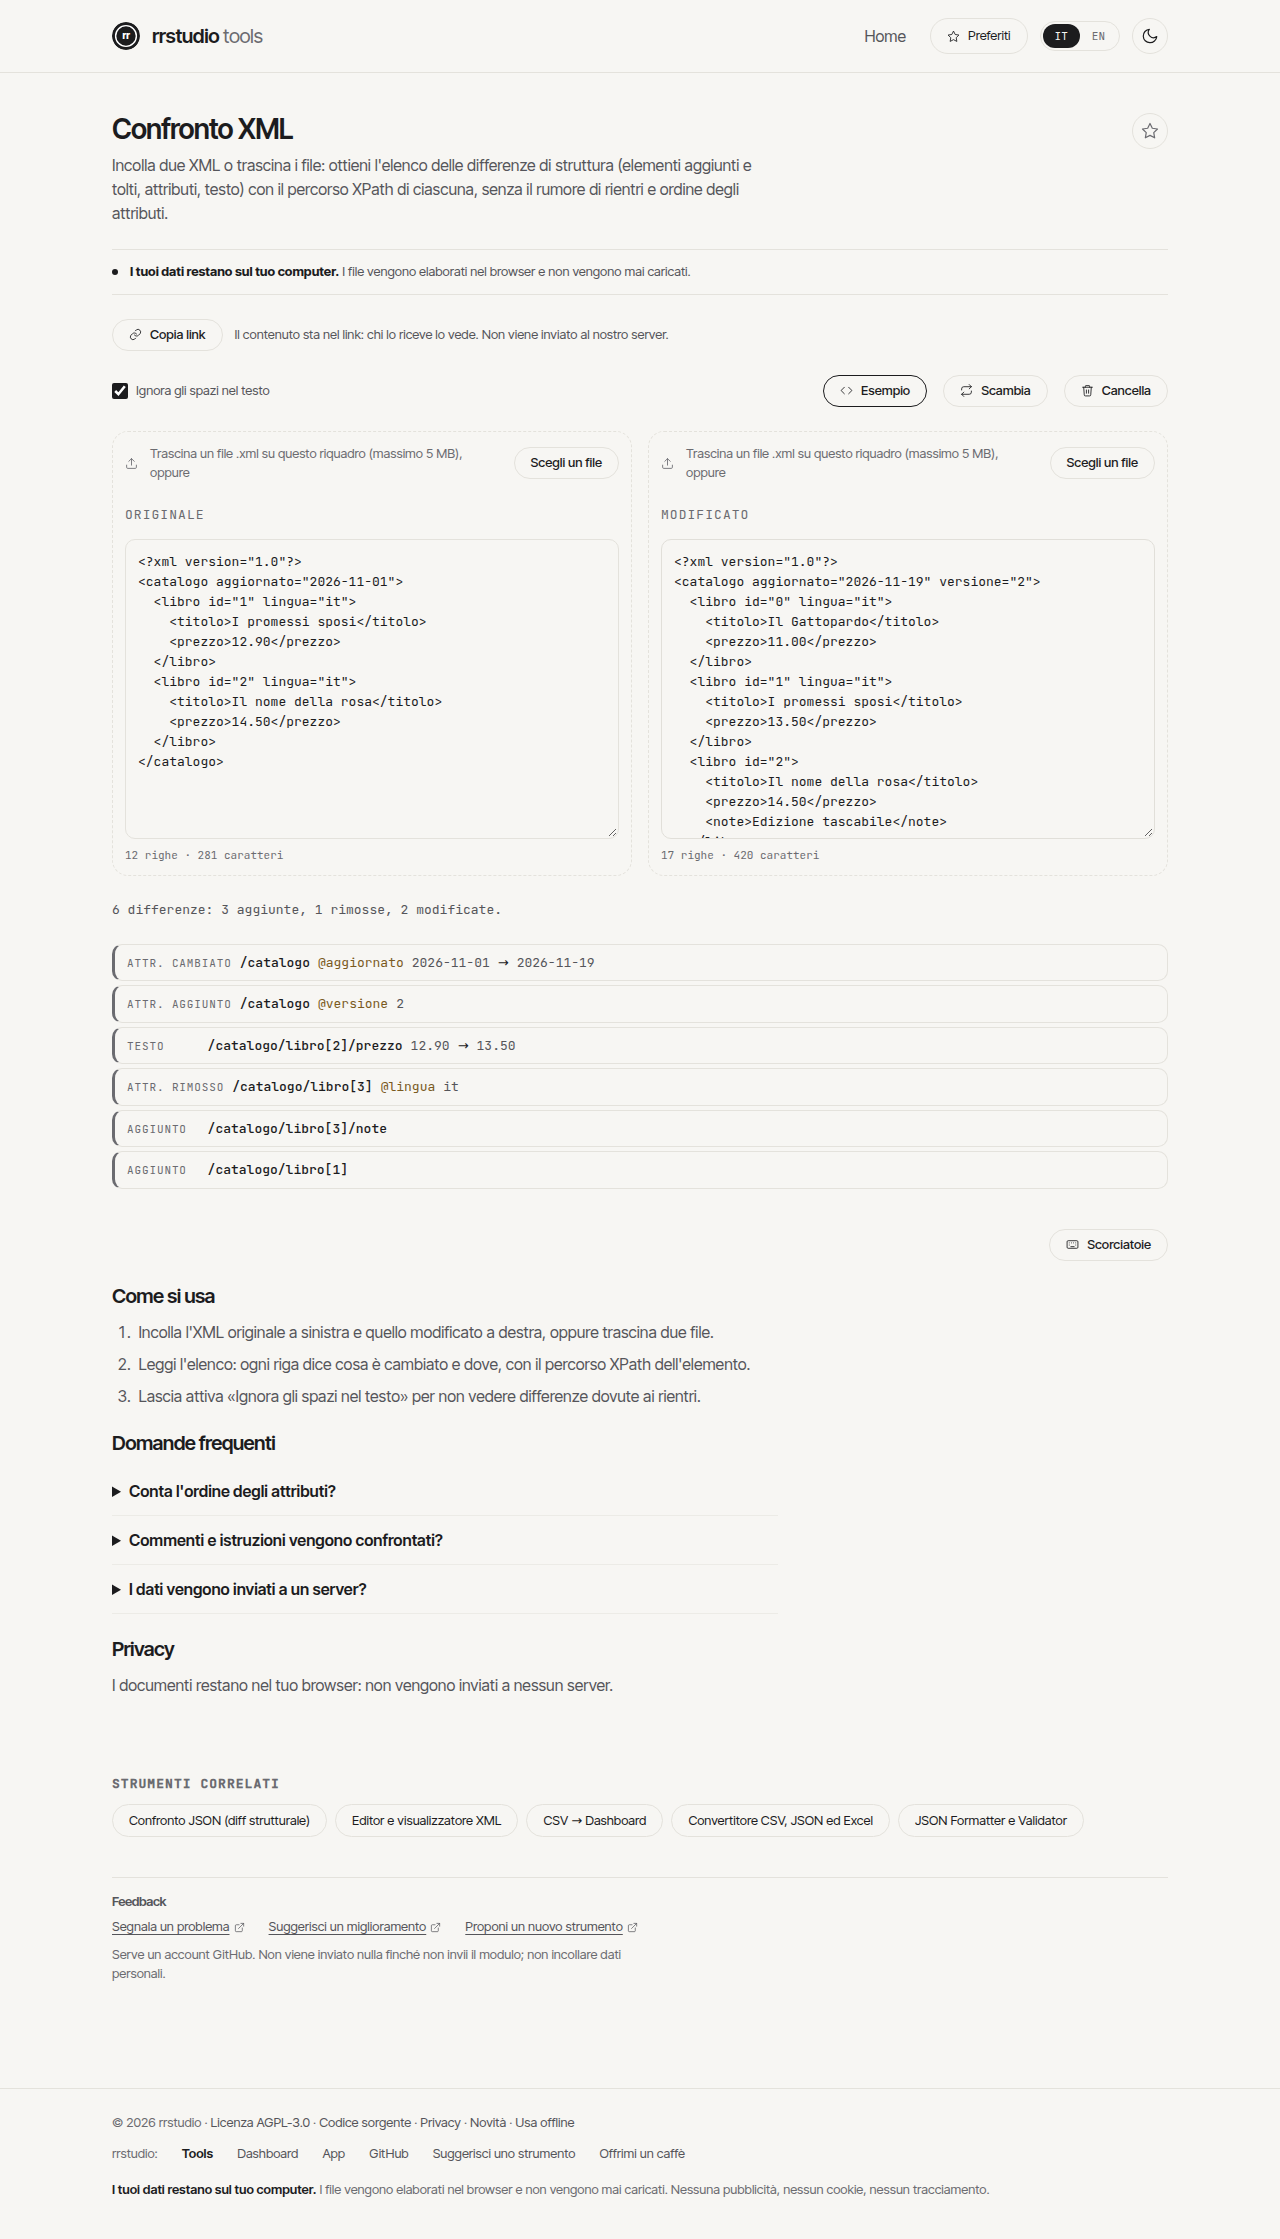 rr rrstudio tools
Home
Preferiti
IT EN
Confronto XML
Incolla due XML o trascina i file: ottieni l'elenco delle differenze di struttura (elementi aggiunti e
tolti, attributi, testo) con il percorso XPath di ciascuna, senza il rumore di rientri e ordine degli
attributi.
I tuoi dati restano sul tuo computer. I file vengono elaborati nel browser e non vengono mai caricati.
Copia link
Il contenuto sta nel link: chi lo riceve lo vede. Non viene inviato al nostro server.
Ignora gli spazi nel testo
Esempio
Scambia
Cancella
Trascina un file .xml su questo riquadro (massimo 5 MB),
oppure
Scegli un file
ORIGINALE
<?xml version="1.0"?>
<catalogo aggiornato="2026-11-01">
  <libro id="1" lingua="it">
    <titolo>I promessi sposi</titolo>
    <prezzo>12.90</prezzo>
  </libro>
  <libro id="2" lingua="it">
    <titolo>Il nome della rosa</titolo>
    <prezzo>14.50</prezzo>
  </libro>
</catalogo>
12 righe · 281 caratteri
Trascina un file .xml su questo riquadro (massimo 5 MB),
oppure
Scegli un file
MODIFICATO
<?xml version="1.0"?>
<catalogo aggiornato="2026-11-19" versione="2">
  <libro id="0" lingua="it">
    <titolo>Il Gattopardo</titolo>
    <prezzo>11.00</prezzo>
  </libro>
  <libro id="1" lingua="it">
    <titolo>I promessi sposi</titolo>
    <prezzo>13.50</prezzo>
  </libro>
  <libro id="2">
    <titolo>Il nome della rosa</titolo>
    <prezzo>14.50</prezzo>
    <note>Edizione tascabile</note>
17 righe · 420 caratteri
6 differenze: 3 aggiunte, 1 rimosse, 2 modificate.
ATTR. CAMBIATO /catalogo @aggiornato 2026-11-01 → 2026-11-19
ATTR. AGGIUNTO /catalogo @versione 2
TESTO /catalogo/libro[2]/prezzo 12.90 → 13.50
ATTR. RIMOSSO /catalogo/libro[3] @lingua it
AGGIUNTO /catalogo/libro[3]/note
AGGIUNTO /catalogo/libro[1]
Scorciatoie
Come si usa
1. Incolla l'XML originale a sinistra e quello modificato a destra, oppure trascina due file.
2. Leggi l'elenco: ogni riga dice cosa è cambiato e dove, con il percorso XPath dell'elemento.
3. Lascia attiva «Ignora gli spazi nel testo» per non vedere differenze dovute ai rientri.
Domande frequenti
Conta l'ordine degli attributi?
Commenti e istruzioni vengono confrontati?
I dati vengono inviati a un server?
Privacy
I documenti restano nel tuo browser: non vengono inviati a nessun server.
STRUMENTI CORRELATI
Confronto JSON (diff strutturale)
Editor e visualizzatore XML
CSV → Dashboard
Convertitore CSV, JSON ed Excel
JSON Formatter e Validator
Feedback
Segnala un problema
Suggerisci un miglioramento
Proponi un nuovo strumento
Serve un account GitHub. Non viene inviato nulla finché non invii il modulo; non incollare dati
personali.
© 2026 rrstudio · Licenza AGPL-3.0 · Codice sorgente · Privacy · Novità · Usa offline
rrstudio: Tools Dashboard App GitHub Suggerisci uno strumento Offrimi un caffè
I tuoi dati restano sul tuo computer. I file vengono elaborati nel browser e non vengono mai caricati. Nessuna pubblicità, nessun cookie, nessun tracciamento.